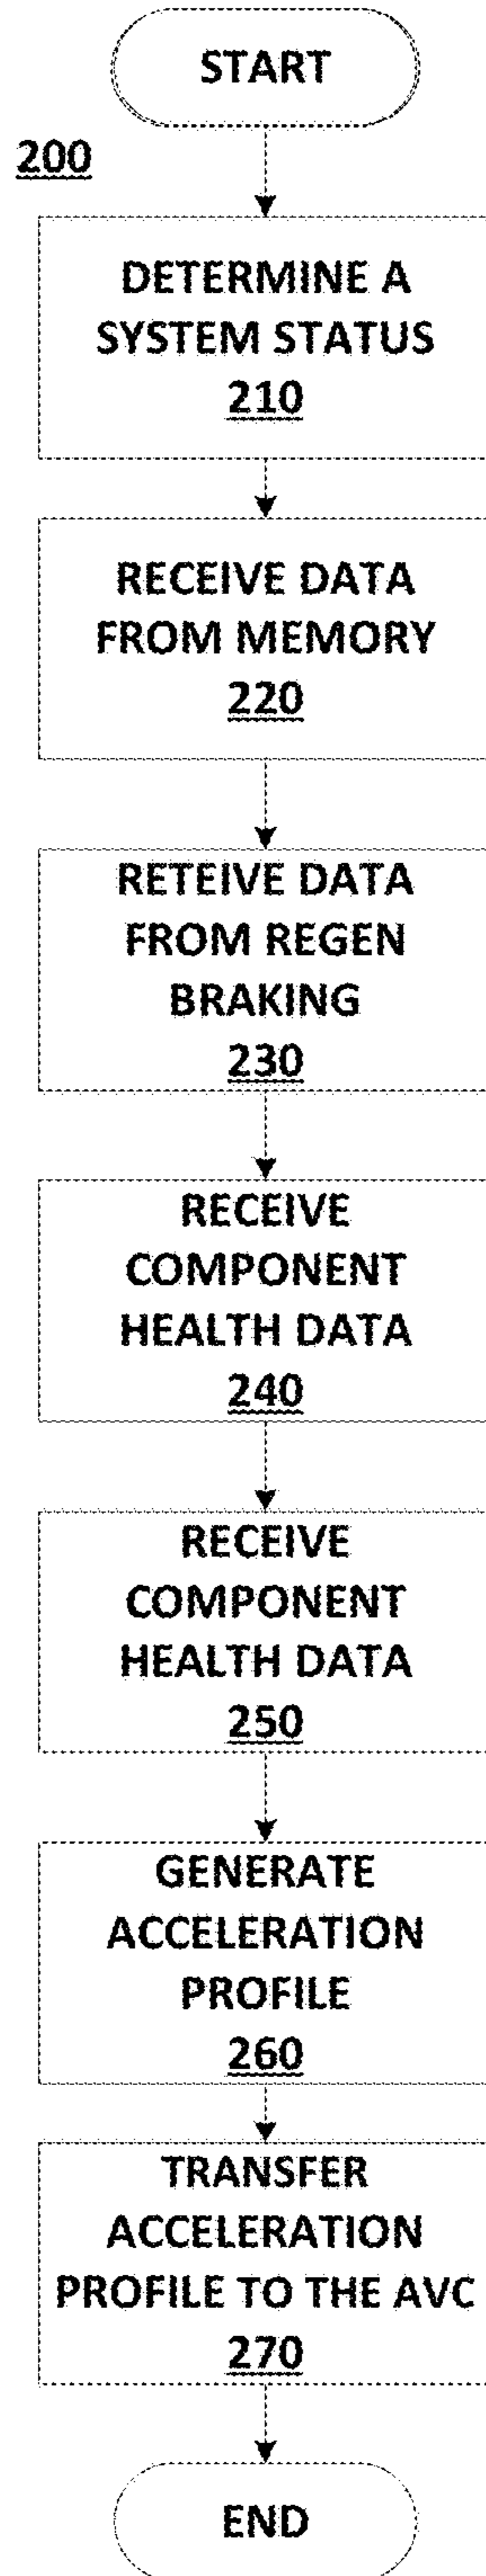 START
200
DETERMINE A
SYSTEM STATUS
210
RECEIVE DATA
FROM MEMORY
220
RETEIVE DATA
FROM REGEN
BRAKING
230
RECEIVE
COMPONENT
HEALTH DATA
240
RECEIVE
COMPONENT
HEALTH DATA
250
GENERATE
ACCELERATION
PROFILE
260
TRANSFER
ACCELERATION
PROFILE TO THE AVC
270
END